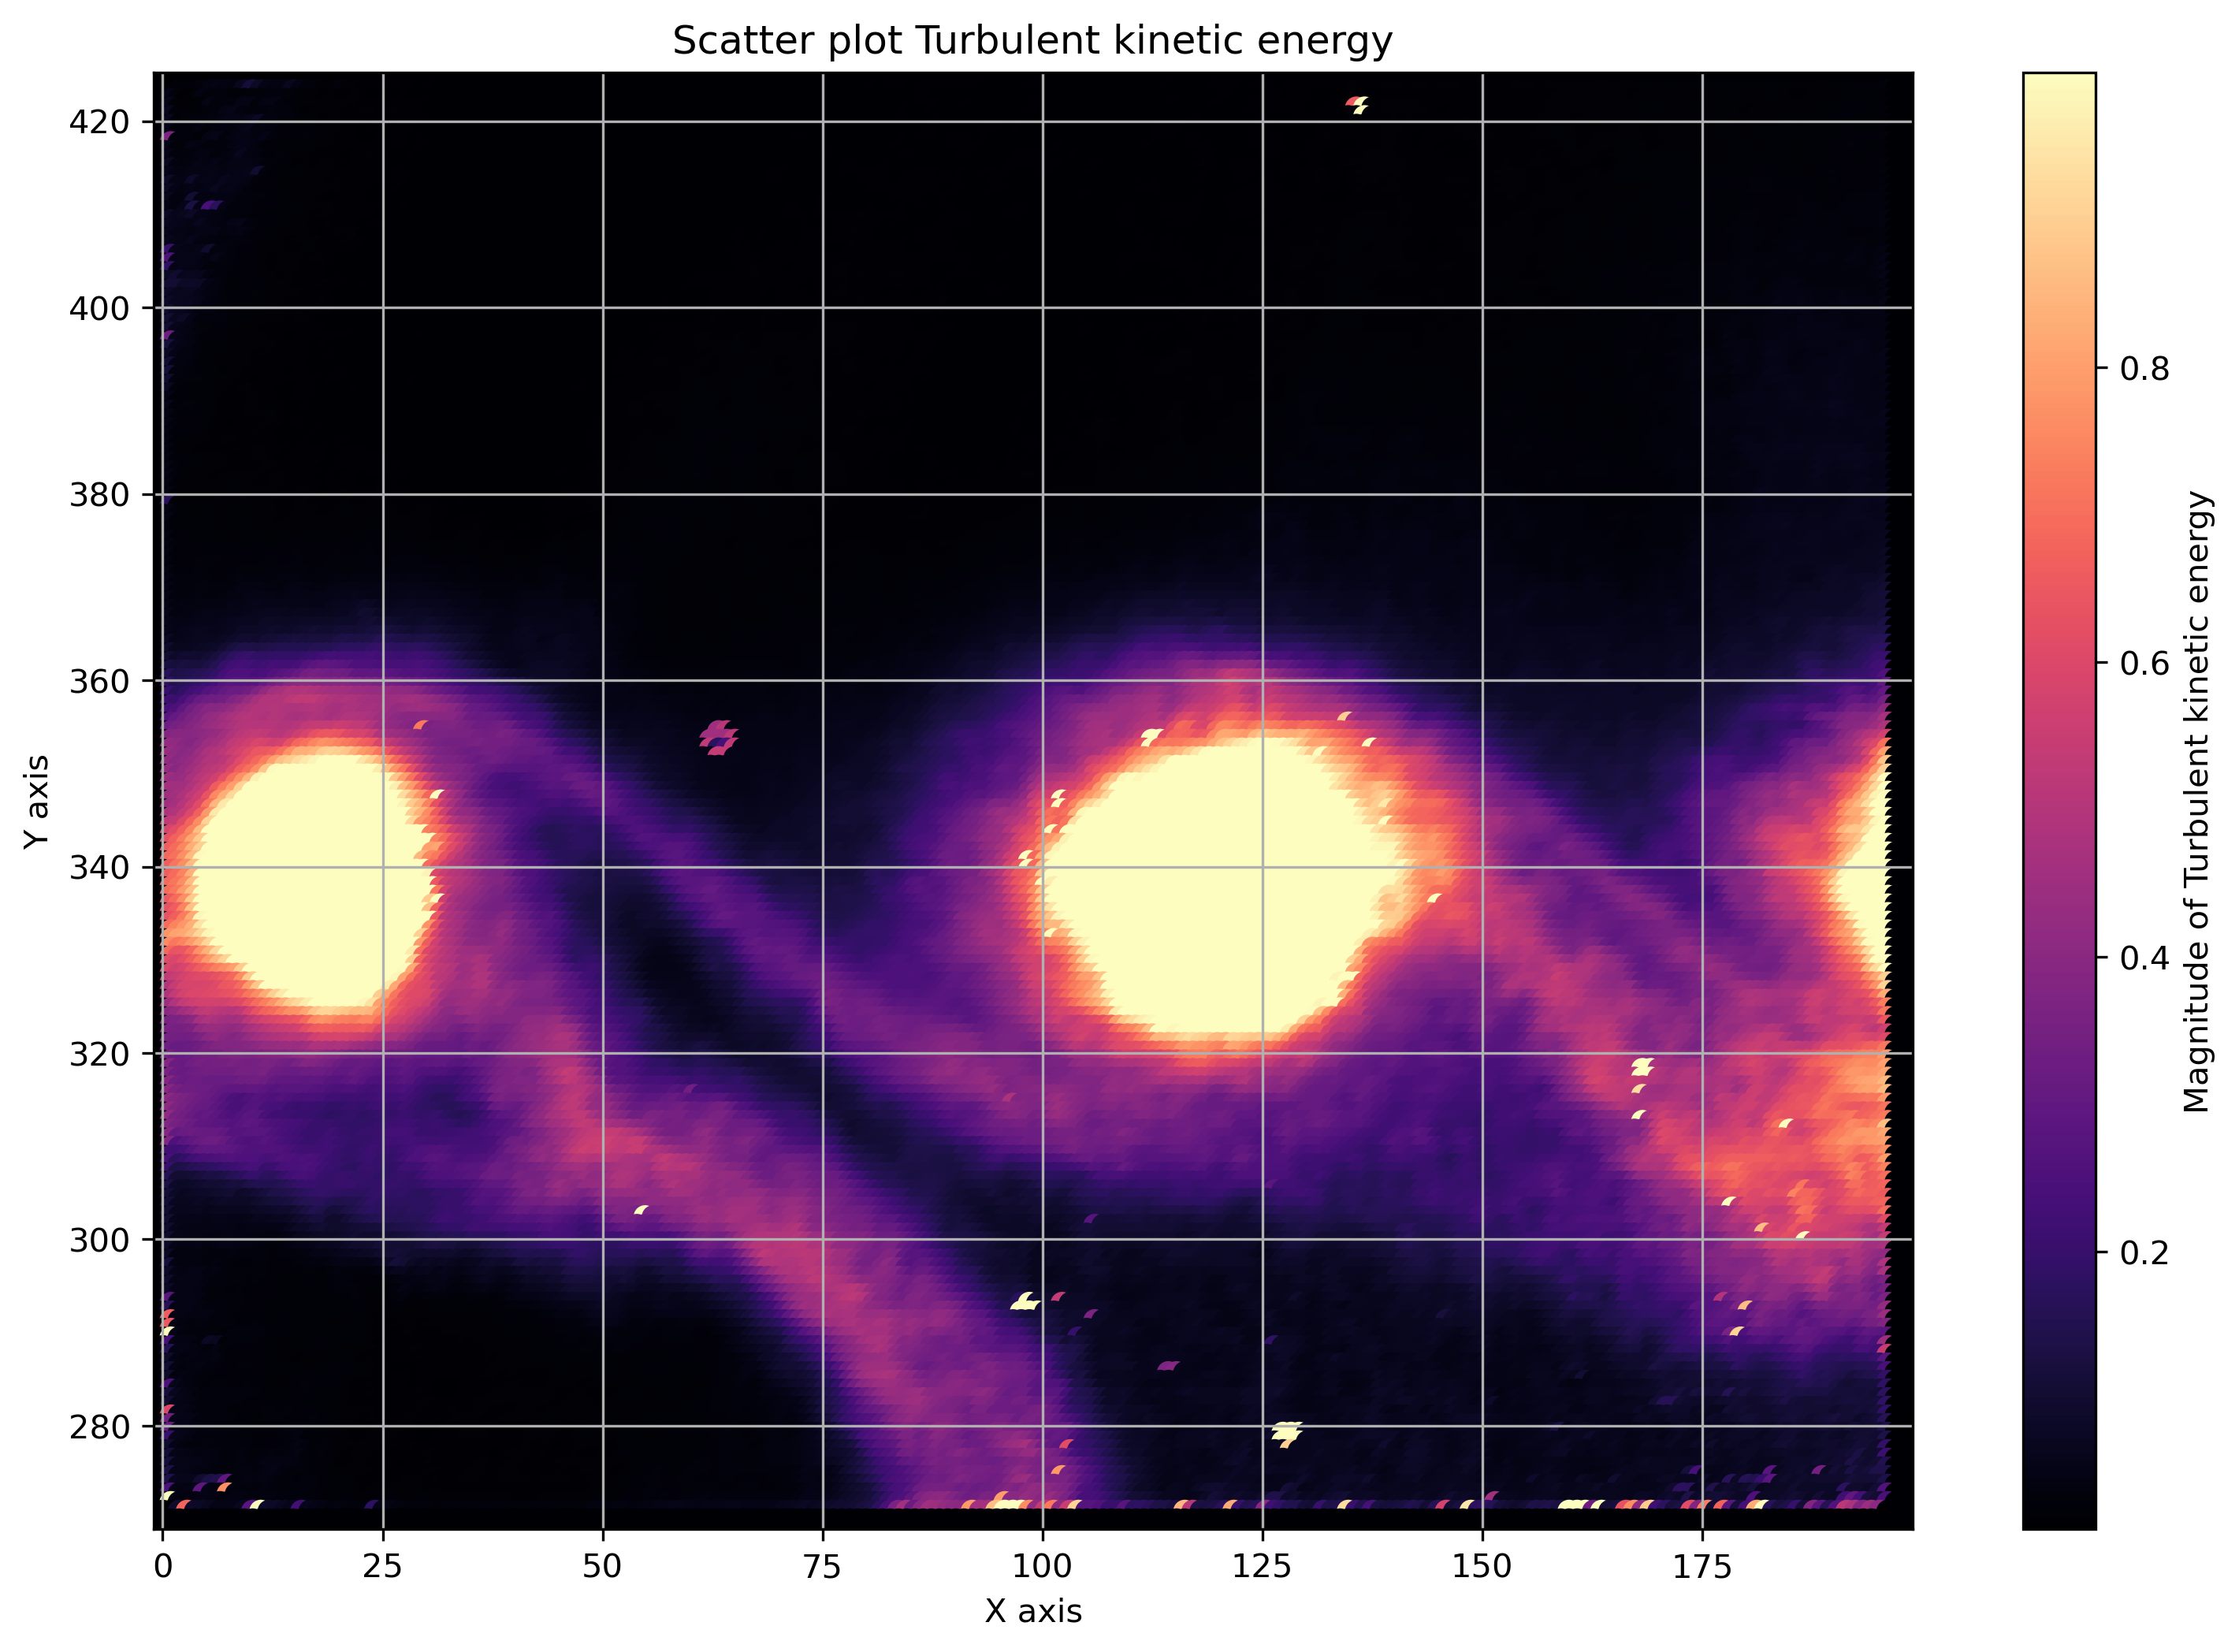 Scatter plot Turbulent kinetic energy
420
400
380
360
340
320
300
280
Y axis
0 25 50 75 100 125 150 175
X axis
0.8
0.6
0.4
0.2
Magnitude of Turbulent kinetic energy